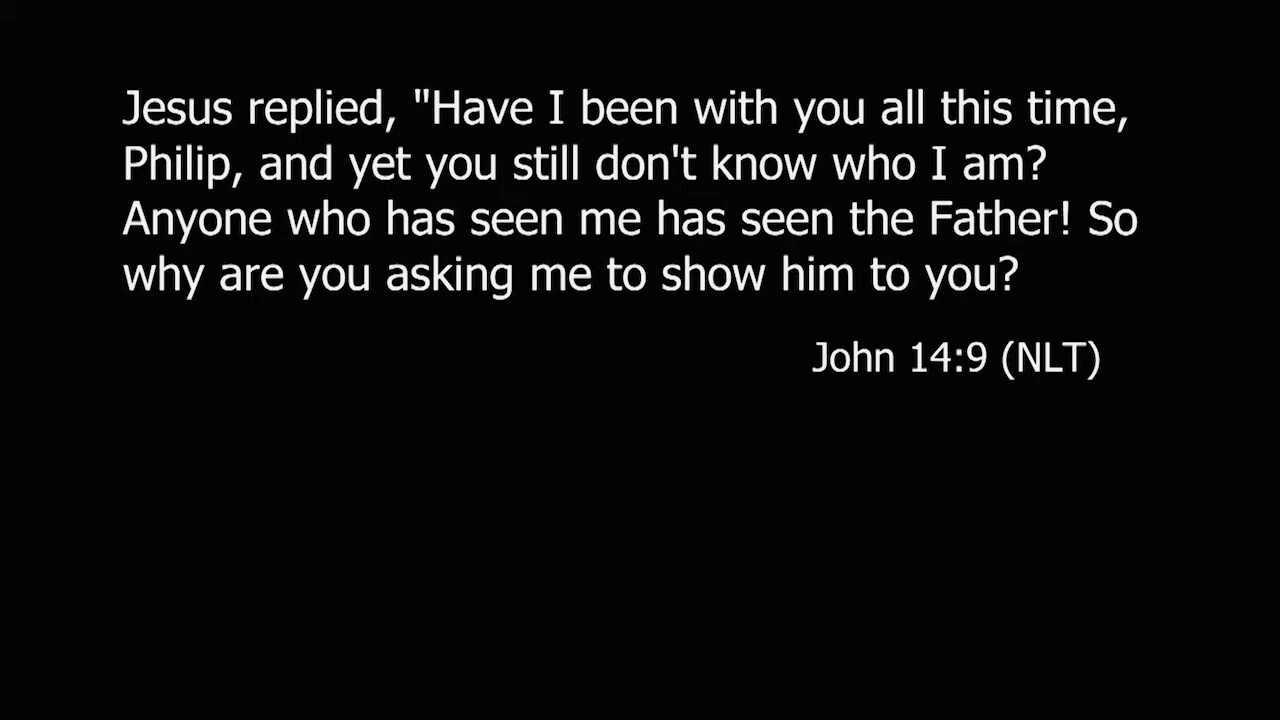 Jesus replied, "Have I been with you all this time,
Philip, and yet you still don't know who I am?
Anyone who has seen me has seen the Father! So
why are you asking me to show him to you?
John 14:9 (NLT)